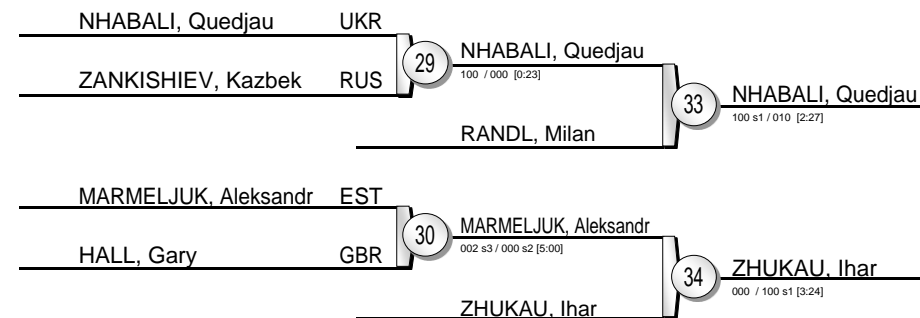 NHABALI, Quedjau UKR
ZANKISHIEV, Kazbek RUS
29
NHABALI, Quedjau
100 / 000 [0:23]
RANDL, Milan
33
NHABALI, Quedjau
100 s1 / 010 [2:27]
MARMELJUK, Aleksandr EST
HALL, Gary GBR
30
MARMELJUK, Aleksandr
002 s3 / 000 s2 [5:00]
ZHUKAU, Ihar
34
ZHUKAU, Ihar
000 / 100 s1 [3:24]